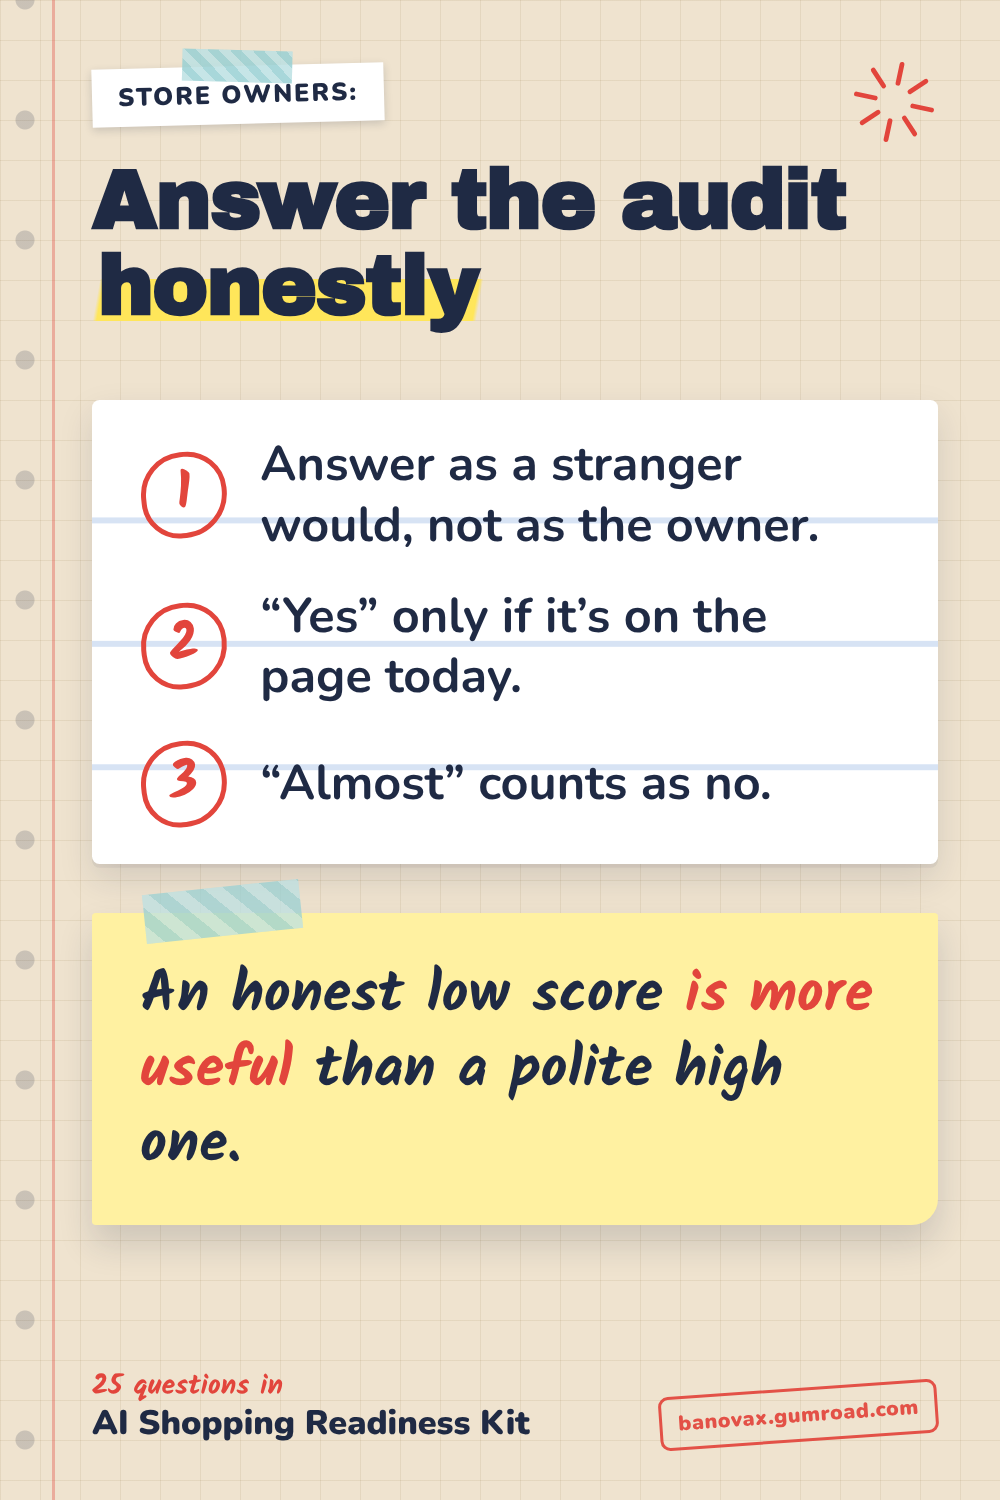 STORE OWNERS:
Answer the audit
honestly
1
Answer as a stranger
would, not as the owner.
2
“Yes” only if it’s on the
page today.
3
“Almost” counts as no.
An honest low score is more
useful than a polite high
one.
25 questions in
AI Shopping Readiness Kit
banovax.gumroad.com